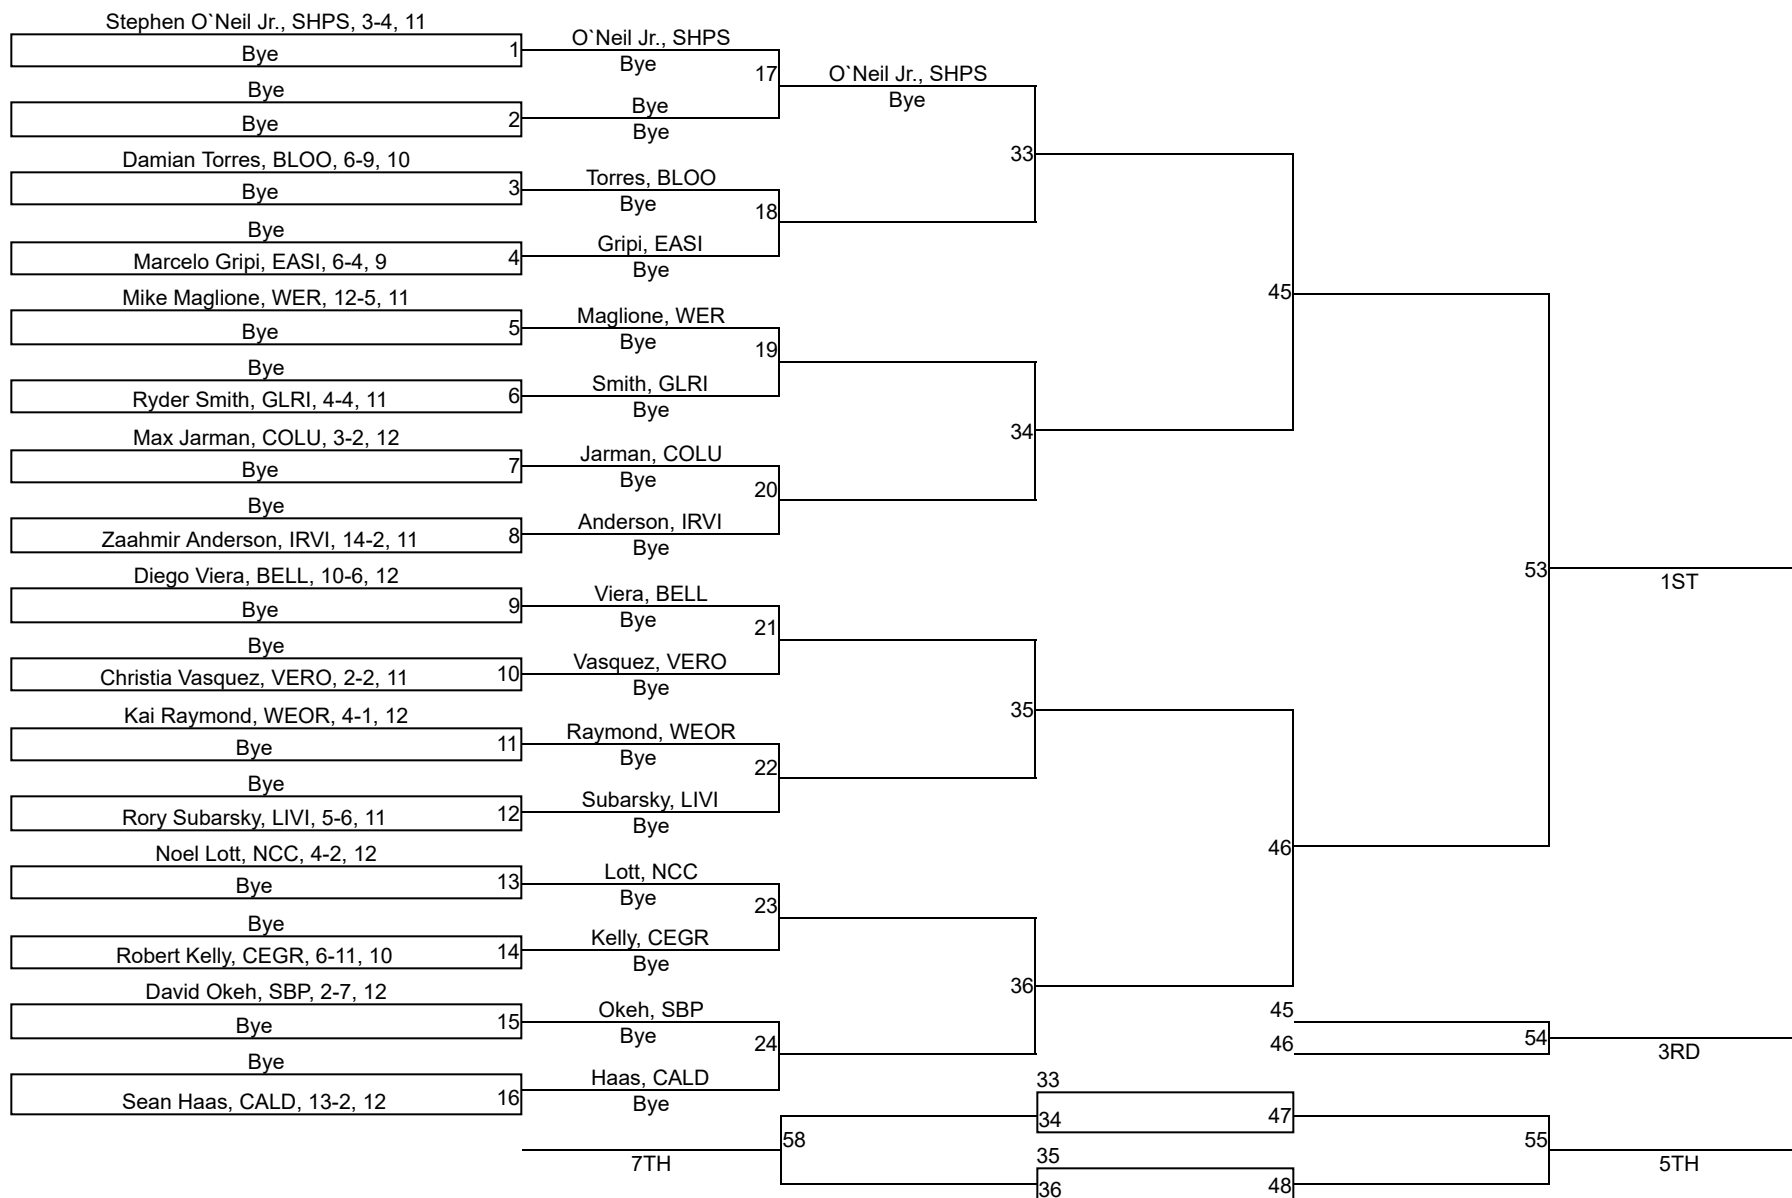 Stephen O`Neil Jr., SHPS, 3-4, 11
Bye
1
Bye
Bye
2
Damian Torres, BLOO, 6-9, 10
Bye
3
Bye
Marcelo Gripi, EASI, 6-4, 9
4
Mike Maglione, WER, 12-5, 11
Bye
5
Bye
Ryder Smith, GLRI, 4-4, 11
6
Max Jarman, COLU, 3-2, 12
Bye
7
Bye
Zaahmir Anderson, IRVI, 14-2, 11
8
Diego Viera, BELL, 10-6, 12
Bye
9
Bye
Christia Vasquez, VERO, 2-2, 11
10
Kai Raymond, WEOR, 4-1, 12
Bye
11
Bye
Rory Subarsky, LIVI, 5-6, 11
12
Noel Lott, NCC, 4-2, 12
Bye
13
Bye
Robert Kelly, CEGR, 6-11, 10
14
David Okeh, SBP, 2-7, 12
Bye
15
Bye
Sean Haas, CALD, 13-2, 12
16
O`Neil Jr., SHPS
Bye
17
Bye
Bye
Torres, BLOO
Bye
18
Gripi, EASI
Bye
Maglione, WER
Bye
19
Smith, GLRI
Bye
Jarman, COLU
Bye
20
Anderson, IRVI
Bye
Viera, BELL
Bye
21
Vasquez, VERO
Bye
Raymond, WEOR
Bye
22
Subarsky, LIVI
Bye
Lott, NCC
Bye
23
Kelly, CEGR
Bye
Okeh, SBP
Bye
24
Haas, CALD
Bye
O`Neil Jr., SHPS
Bye
33
34
35
36
45
46
53
1ST
45
46
54
3RD
33
34
47
35
36
48
55
5TH
58
7TH